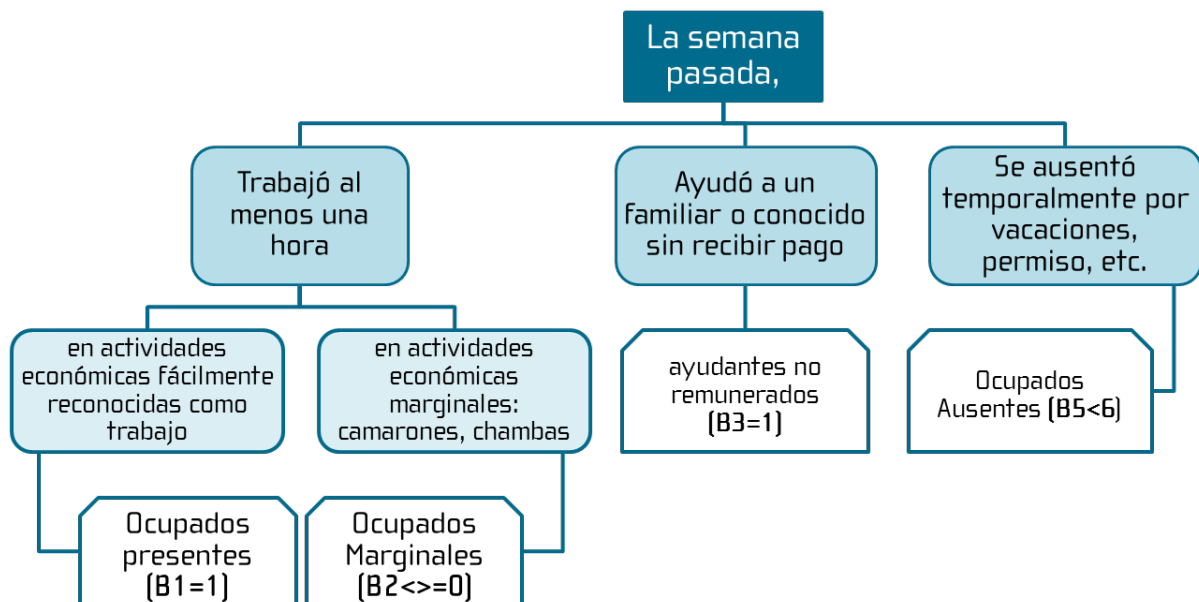 La semana
pasada,
Trabajó al
menos una
hora
Ayudó a un
familiar o conocido
sin recibir pago
Se ausentó
temporalmente por
vacaciones,
permiso, etc.
en actividades
económicas fácilmente
reconocidas como
trabajo
en actividades
económicas
marginales:
camarones, chambas
ayudantes no
remunerados
(B3=1)
Ocupados
Ausentes (B5<6)
Ocupados
presentes
(B1=1)
Ocupados
Marginales
(B2<>=0)